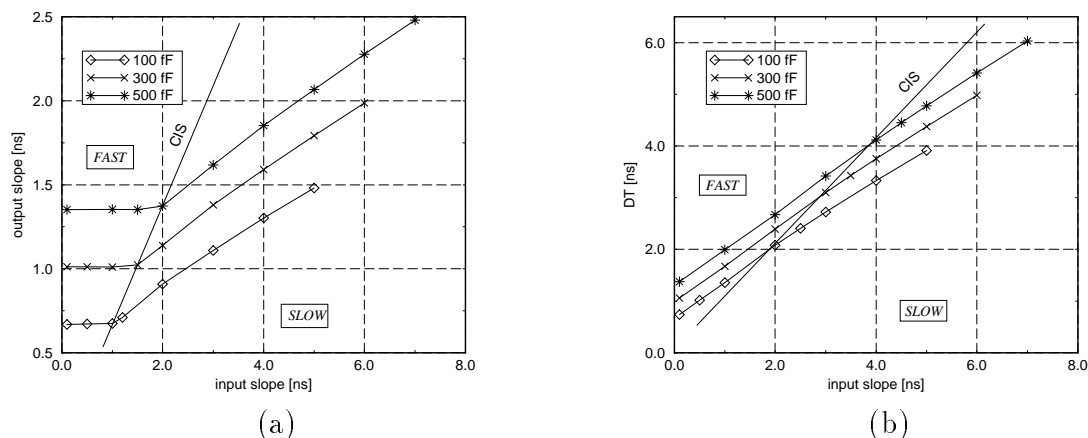 2.5
2.0
1.5
1.0
0.5
output slope [ns]
100 fF
300 fF
500 fF
CIS
FAST
SLOW
0.0 2.0 4.0 6.0 8.0
input slope [ns]
(a)
6.0
4.0
2.0
0.0
DT [ns]
100 fF
300 fF
500 fF
CIS
FAST
SLOW
0.0 2.0 4.0 6.0 8.0
input slope [ns]
(b)